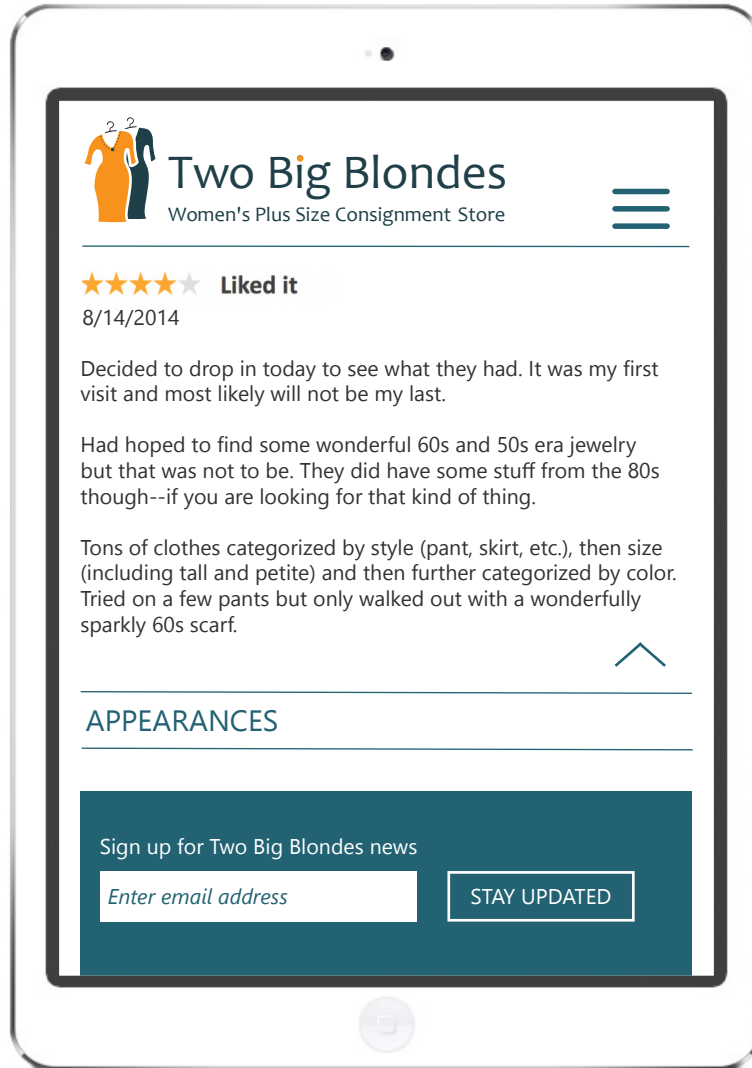 Two Big Blondes
Women's Plus Size Consignment Store
Liked it
8/14/2014
Decided to drop in today to see what they had. It was my first
visit and most likely will not be my last.
Had hoped to find some wonderful 60s and 50s era jewelry
but that was not to be. They did have some stuff from the 80s
though--if you are looking for that kind of thing.
Tons of clothes categorized by style (pant, skirt, etc.), then size
(including tall and petite) and then further categorized by color.
Tried on a few pants but only walked out with a wonderfully
sparkly 60s scarf.
APPEARANCES
Sign up for Two Big Blondes news
Enter email address
STAY UPDATED